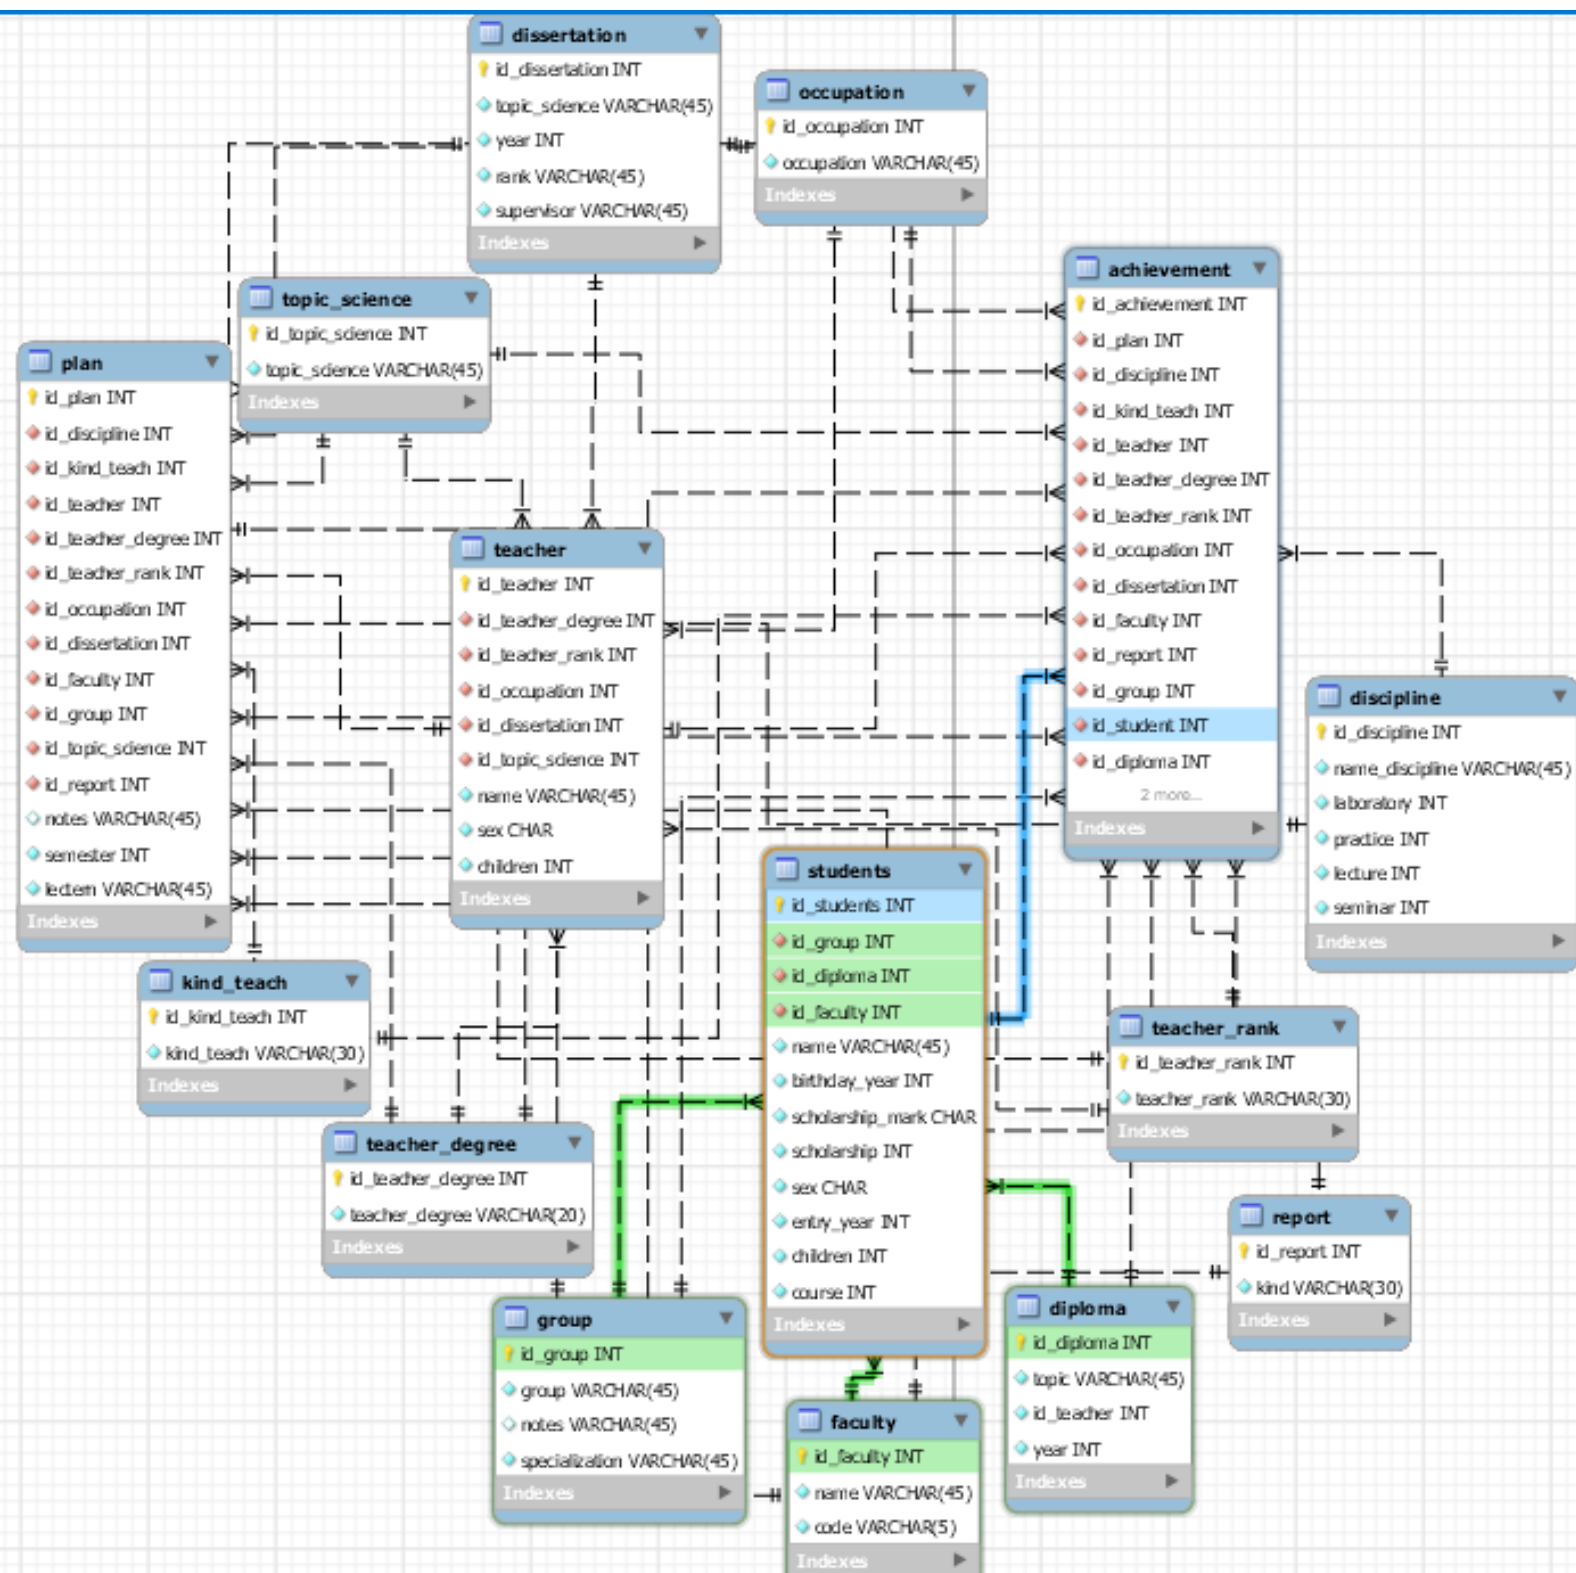 dissertation
id_dissertation INT
topic_science VARCHAR(45)
year INT
rank VARCHAR(45)
supervisor VARCHAR(45)
Indexes
occupation
id_occupation INT
occupation VARCHAR(45)
Indexes
topic_science
id_topic_science INT
topic_science VARCHAR(45)
Indexes
plan
id_plan INT
id_discipline INT
id_kind_teach INT
id_teacher INT
id_teacher_degree INT
id_teacher_rank INT
id_occupation INT
id_dissertation INT
id_faculty INT
id_group INT
id_topic_science INT
id_report INT
notes VARCHAR(45)
semester INT
lectern VARCHAR(45)
Indexes
teacher
id_teacher INT
id_teacher_degree INT
id_teacher_rank INT
id_occupation INT
id_dissertation INT
id_topic_science INT
name VARCHAR(45)
sex CHAR
children INT
Indexes
achievement
id_achievement INT
id_plan INT
id_discipline INT
id_kind_teach INT
id_teacher INT
id_teacher_degree INT
id_teacher_rank INT
id_occupation INT
id_dissertation INT
id_faculty INT
id_report INT
id_group INT
id_student INT
id_diploma INT
2 more...
Indexes
discipline
id_discipline INT
name_discipline VARCHAR(45)
laboratory INT
practice INT
lecture INT
seminar INT
Indexes
students
id_students INT
id_group INT
id_diploma INT
id_faculty INT
name VARCHAR(45)
birthday_year INT
scholarship_mark CHAR
scholarship INT
sex CHAR
entry_year INT
children INT
course INT
Indexes
kind_teach
id_kind_teach INT
kind_teach VARCHAR(30)
Indexes
teacher_rank
id_teacher_rank INT
teacher_rank VARCHAR(30)
Indexes
teacher_degree
id_teacher_degree INT
teacher_degree VARCHAR(20)
Indexes
report
id_report INT
kind VARCHAR(30)
Indexes
group
id_group INT
group VARCHAR(45)
notes VARCHAR(45)
specialization VARCHAR(45)
Indexes
diploma
id_diploma INT
topic VARCHAR(45)
id_teacher INT
year INT
Indexes
faculty
id_faculty INT
name VARCHAR(45)
code VARCHAR(5)
Indexes